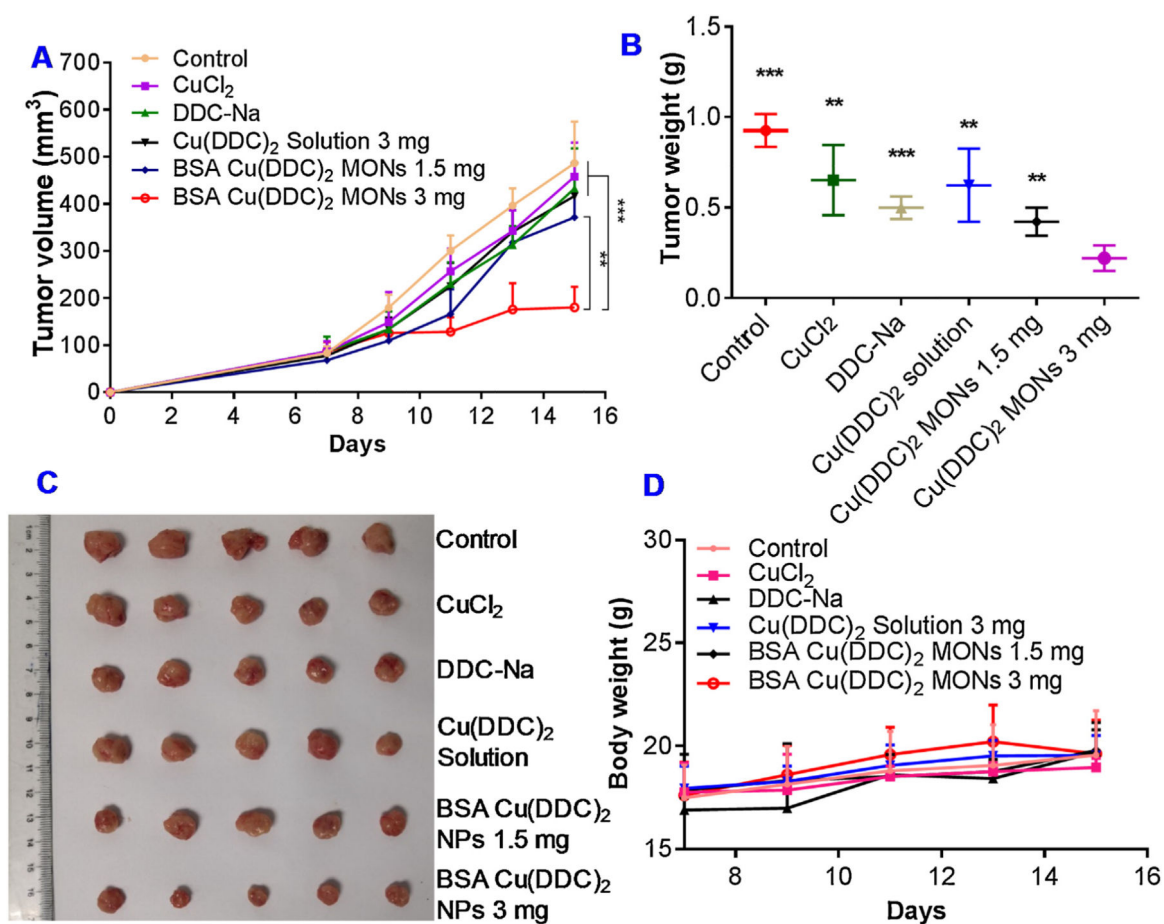 A
700
600
500
400
300
200
100
0
Tumor volume (mm³)
Control
CuCl₂
DDC-Na
Cu(DDC)₂ Solution 3 mg
BSA Cu(DDC)₂ MONs 1.5 mg
BSA Cu(DDC)₂ MONs 3 mg
***
**
0 2 4 6 8 10 12 14 16
Days
B
1.5
1.0
0.5
0.0
Tumor weight (g)
***
**
***
**
**
Control
CuCl₂
DDC-Na
Cu(DDC)₂ solution
Cu(DDC)₂ MONs 1.5 mg
Cu(DDC)₂ MONs 3 mg
C
Control
CuCl₂
DDC-Na
Cu(DDC)₂
Solution
BSA Cu(DDC)₂
NPs 1.5 mg
BSA Cu(DDC)₂
NPs 3 mg
D
30
25
20
15
Body weight (g)
Control
CuCl₂
DDC-Na
Cu(DDC)₂ Solution 3 mg
BSA Cu(DDC)₂ MONs 1.5 mg
BSA Cu(DDC)₂ MONs 3 mg
8 10 12 14 16
Days